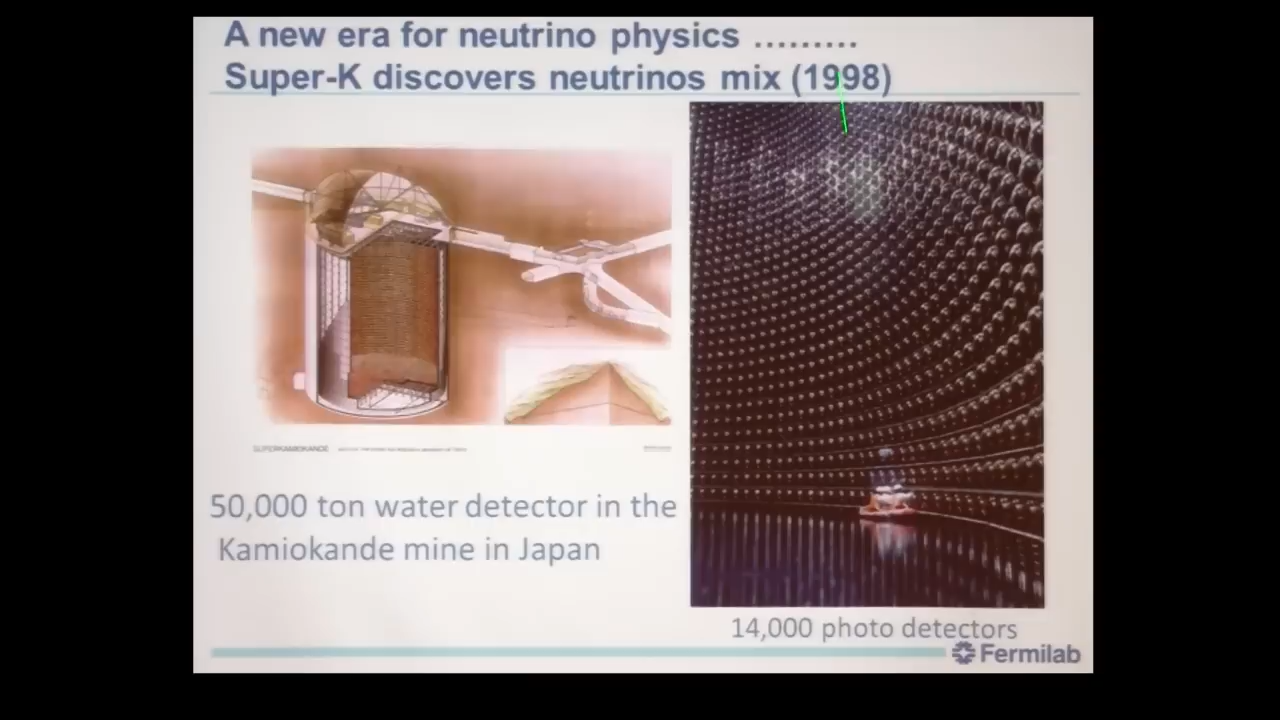 A new era for neutrino physics .........
Super-K discovers neutrinos mix (1998)
SUPERKAMIOKANDE
50,000 ton water detector in the
Kamiokande mine in Japan
14,000 photo detectors
Fermilab